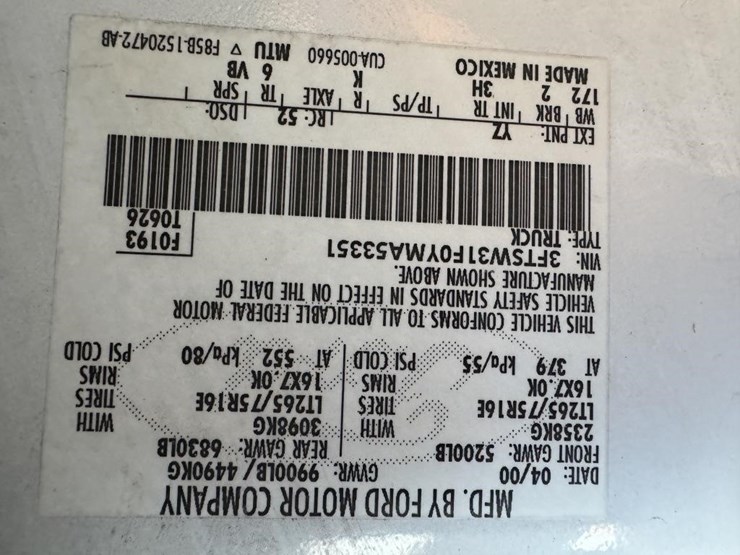 MFD. BY FORD MOTOR COMPANY
DATE: 04/00 GVWR: 9900LB/ 4490KG
FRONT GAWR: 5200LB REAR GAWR: 6830LB
2358KG WITH 3098KG WITH
LT265/75R16E TIRES LT265/75R16E TIRES
16X7.0K RIMS 16X7.0K RIMS
AT 379 kPa/55 PSI COLD AT 552 kPa/80 PSI COLD
THIS VEHICLE CONFORMS TO ALL APPLICABLE FEDERAL MOTOR
VEHICLE SAFETY STANDARDS IN EFFECT ON THE DATE OF
MANUFACTURE SHOWN ABOVE.
VIN: 3FTSW31F0YMA53351 F0193
TYPE: TRUCK T0626
EXT PNT: YZ RC: 52 DSO:
WB BRK INT TR TP/PS R AXLE TR SPR
172 2 3H K 6 VB
MADE IN MEXICO CUA-005660 MTU ▽ F85B-1520472-AB